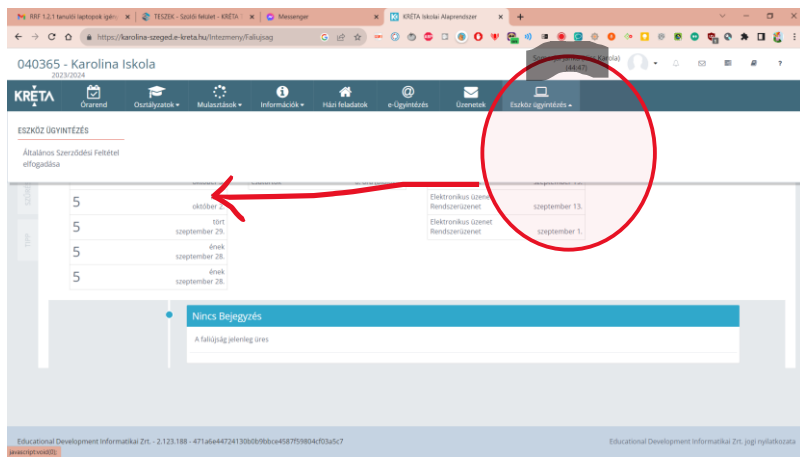 RRF 1.2.1 tanulói laptopok igény
TESZEK - Szülői felület - KRÉTA
Messenger
KRÉTA Iskolai Alaprendszer
https://karolina-szeged.e-kreta.hu/Intezmeny/Faliujsag
040365 - Karolina Iskola
2023/2024
Karola)
(44:47)
KRÉTA
Órarend
Osztályzatok
Mulasztások
Információk
Házi feladatok
e-Ügyintézés
Üzenetek
Eszköz ügyintézés
ESZKÖZ ÜGYINTÉZÉS
Általános Szerződési Feltétel
elfogadása
5
október 2.
Elektronikus üzenet
Rendszerüzenet
szeptember 13.
5
tört
szeptember 29.
Elektronikus üzenet
Rendszerüzenet
szeptember 1.
5
ének
szeptember 28.
5
ének
szeptember 28.
TIPP
Nincs Bejegyzés
A faliújság jelenleg üres
Educational Development Informatikai Zrt. - 2.123.188 -
Educational Development Informatikai Zrt. jogi nyilatkozata
javascript:void(0);